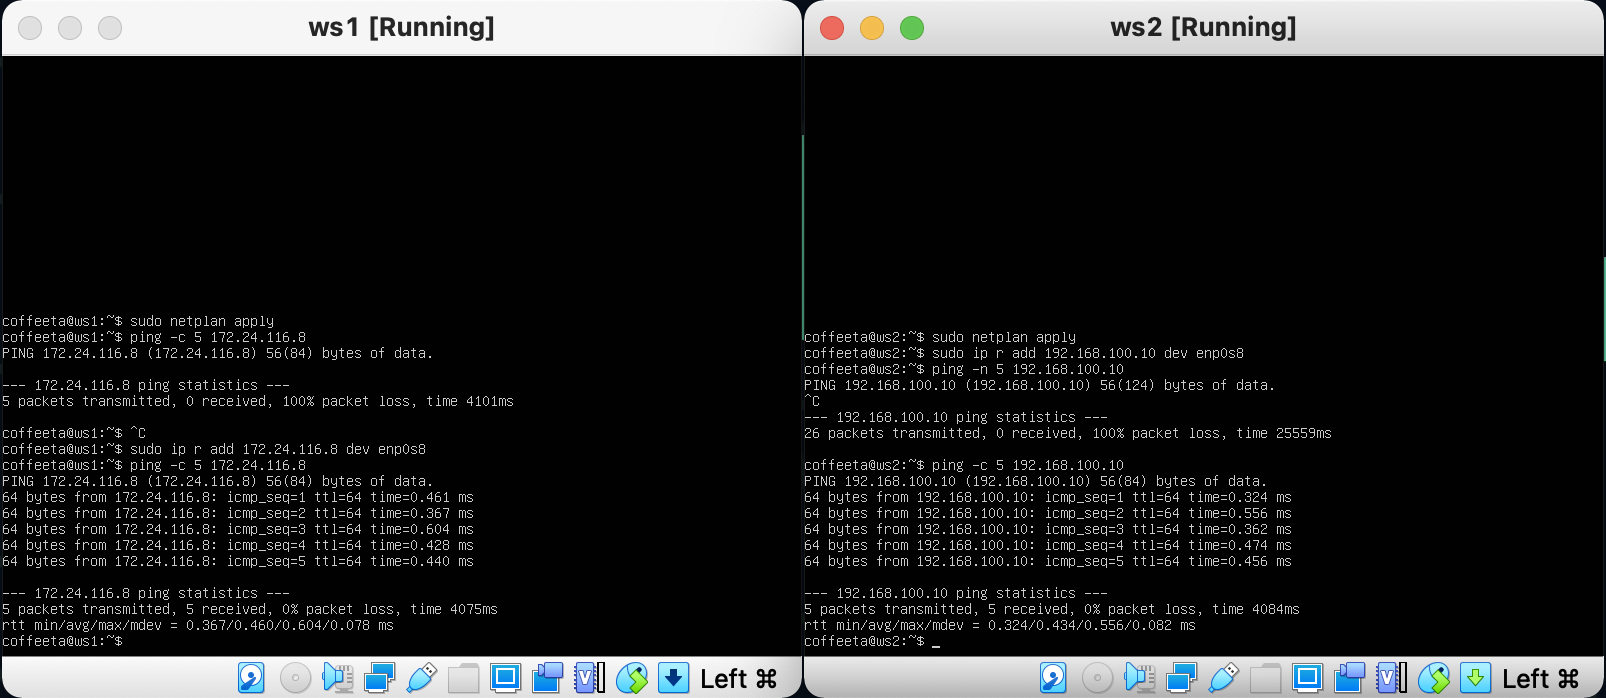 ws1 [Running]
coffeeta@ws1:~$ sudo netplan apply
coffeeta@ws1:~$ ping -c 5 172.24.116.8
PING 172.24.116.8 (172.24.116.8) 56(84) bytes of data.
--- 172.24.116.8 ping statistics ---
5 packets transmitted, 0 received, 100% packet loss, time 4101ms
coffeeta@ws1:~$ ^C
coffeeta@ws1:~$ sudo ip r add 172.24.116.8 dev enp0s8
coffeeta@ws1:~$ ping -c 5 172.24.116.8
PING 172.24.116.8 (172.24.116.8) 56(84) bytes of data.
64 bytes from 172.24.116.8: icmp_seq=1 ttl=64 time=0.461 ms
64 bytes from 172.24.116.8: icmp_seq=2 ttl=64 time=0.367 ms
64 bytes from 172.24.116.8: icmp_seq=3 ttl=64 time=0.604 ms
64 bytes from 172.24.116.8: icmp_seq=4 ttl=64 time=0.428 ms
64 bytes from 172.24.116.8: icmp_seq=5 ttl=64 time=0.440 ms
--- 172.24.116.8 ping statistics ---
5 packets transmitted, 5 received, 0% packet loss, time 4075ms
rtt min/avg/max/mdev = 0.367/0.460/0.604/0.078 ms
coffeeta@ws1:~$
V
Left ⌘
ws2 [Running]
coffeeta@ws2:~$ sudo netplan apply
coffeeta@ws2:~$ sudo ip r add 192.168.100.10 dev enp0s8
coffeeta@ws2:~$ ping -n 5 192.168.100.10
PING 192.168.100.10 (192.168.100.10) 56(124) bytes of data.
^C
--- 192.168.100.10 ping statistics ---
26 packets transmitted, 0 received, 100% packet loss, time 25559ms
coffeeta@ws2:~$ ping -c 5 192.168.100.10
PING 192.168.100.10 (192.168.100.10) 56(84) bytes of data.
64 bytes from 192.168.100.10: icmp_seq=1 ttl=64 time=0.324 ms
64 bytes from 192.168.100.10: icmp_seq=2 ttl=64 time=0.556 ms
64 bytes from 192.168.100.10: icmp_seq=3 ttl=64 time=0.362 ms
64 bytes from 192.168.100.10: icmp_seq=4 ttl=64 time=0.474 ms
64 bytes from 192.168.100.10: icmp_seq=5 ttl=64 time=0.456 ms
--- 192.168.100.10 ping statistics ---
5 packets transmitted, 5 received, 0% packet loss, time 4084ms
rtt min/avg/max/mdev = 0.324/0.434/0.556/0.082 ms
coffeeta@ws2:~$ _
V
Left ⌘